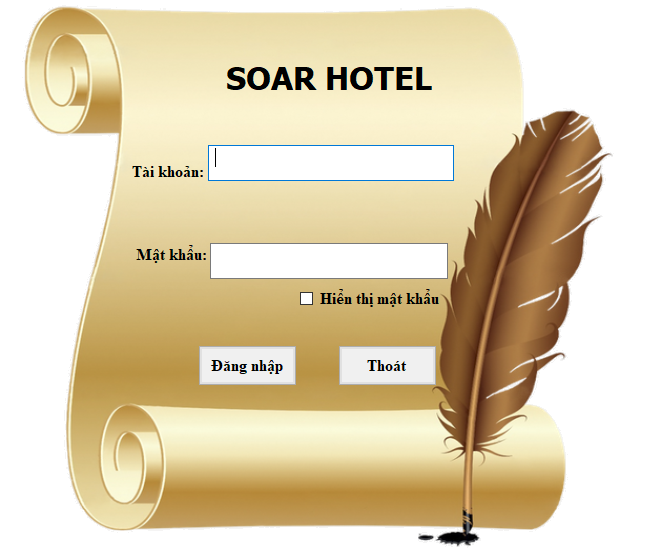 SOAR HOTEL
Tài khoản:
Mật khẩu:
Hiển thị mật khẩu
Đăng nhập
Thoát